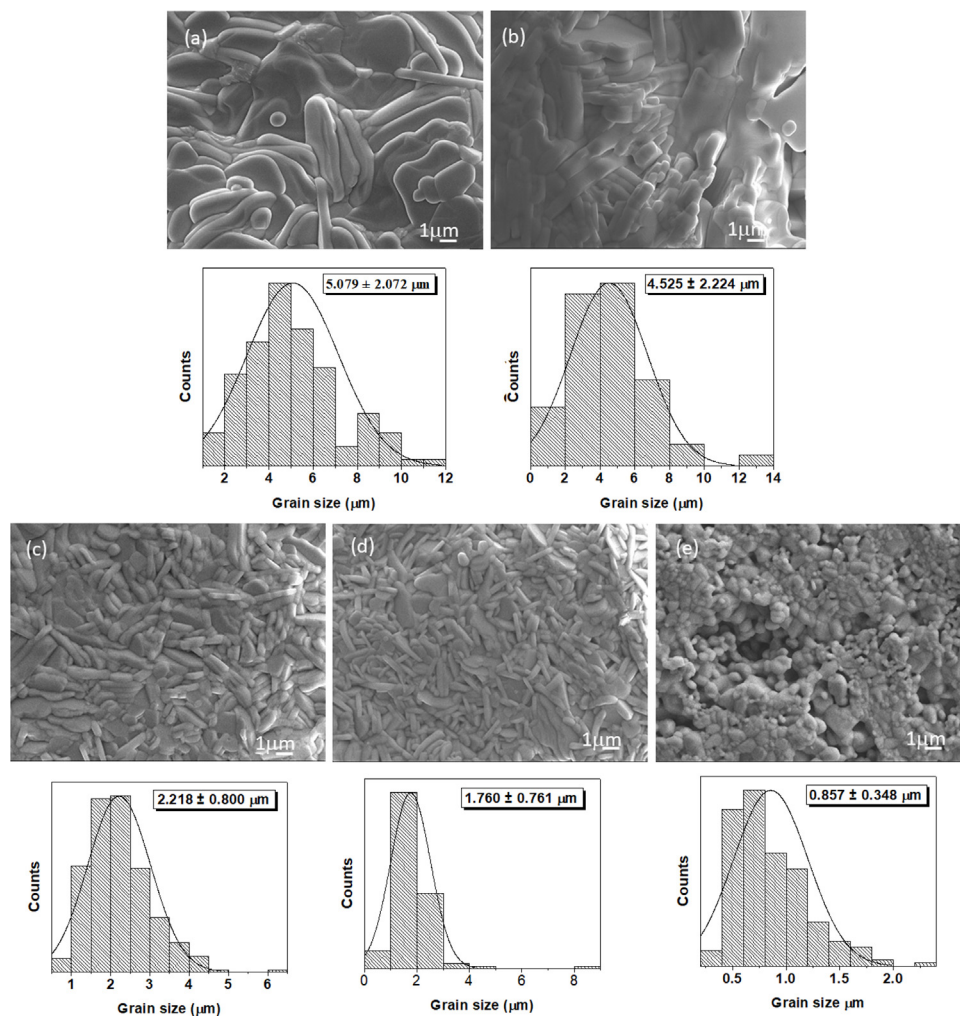 (a)
(b)
1μm
1μm
5.079 ± 2.072 μm
4.525 ± 2.224 μm
Counts
Counts
2 4 6 8 10 12
0 2 4 6 8 10 12 14
Grain size (μm)
Grain size (μm)
(c)
(d)
(e)
1μm
1μm
1μm
2.218 ± 0.800 μm
1.760 ± 0.761 μm
0.857 ± 0.348 μm
Counts
Counts
Counts
1 2 3 4 5 6
0 2 4 6 8
0.5 1.0 1.5 2.0
Grain size (μm)
Grain size (μm)
Grain size μm